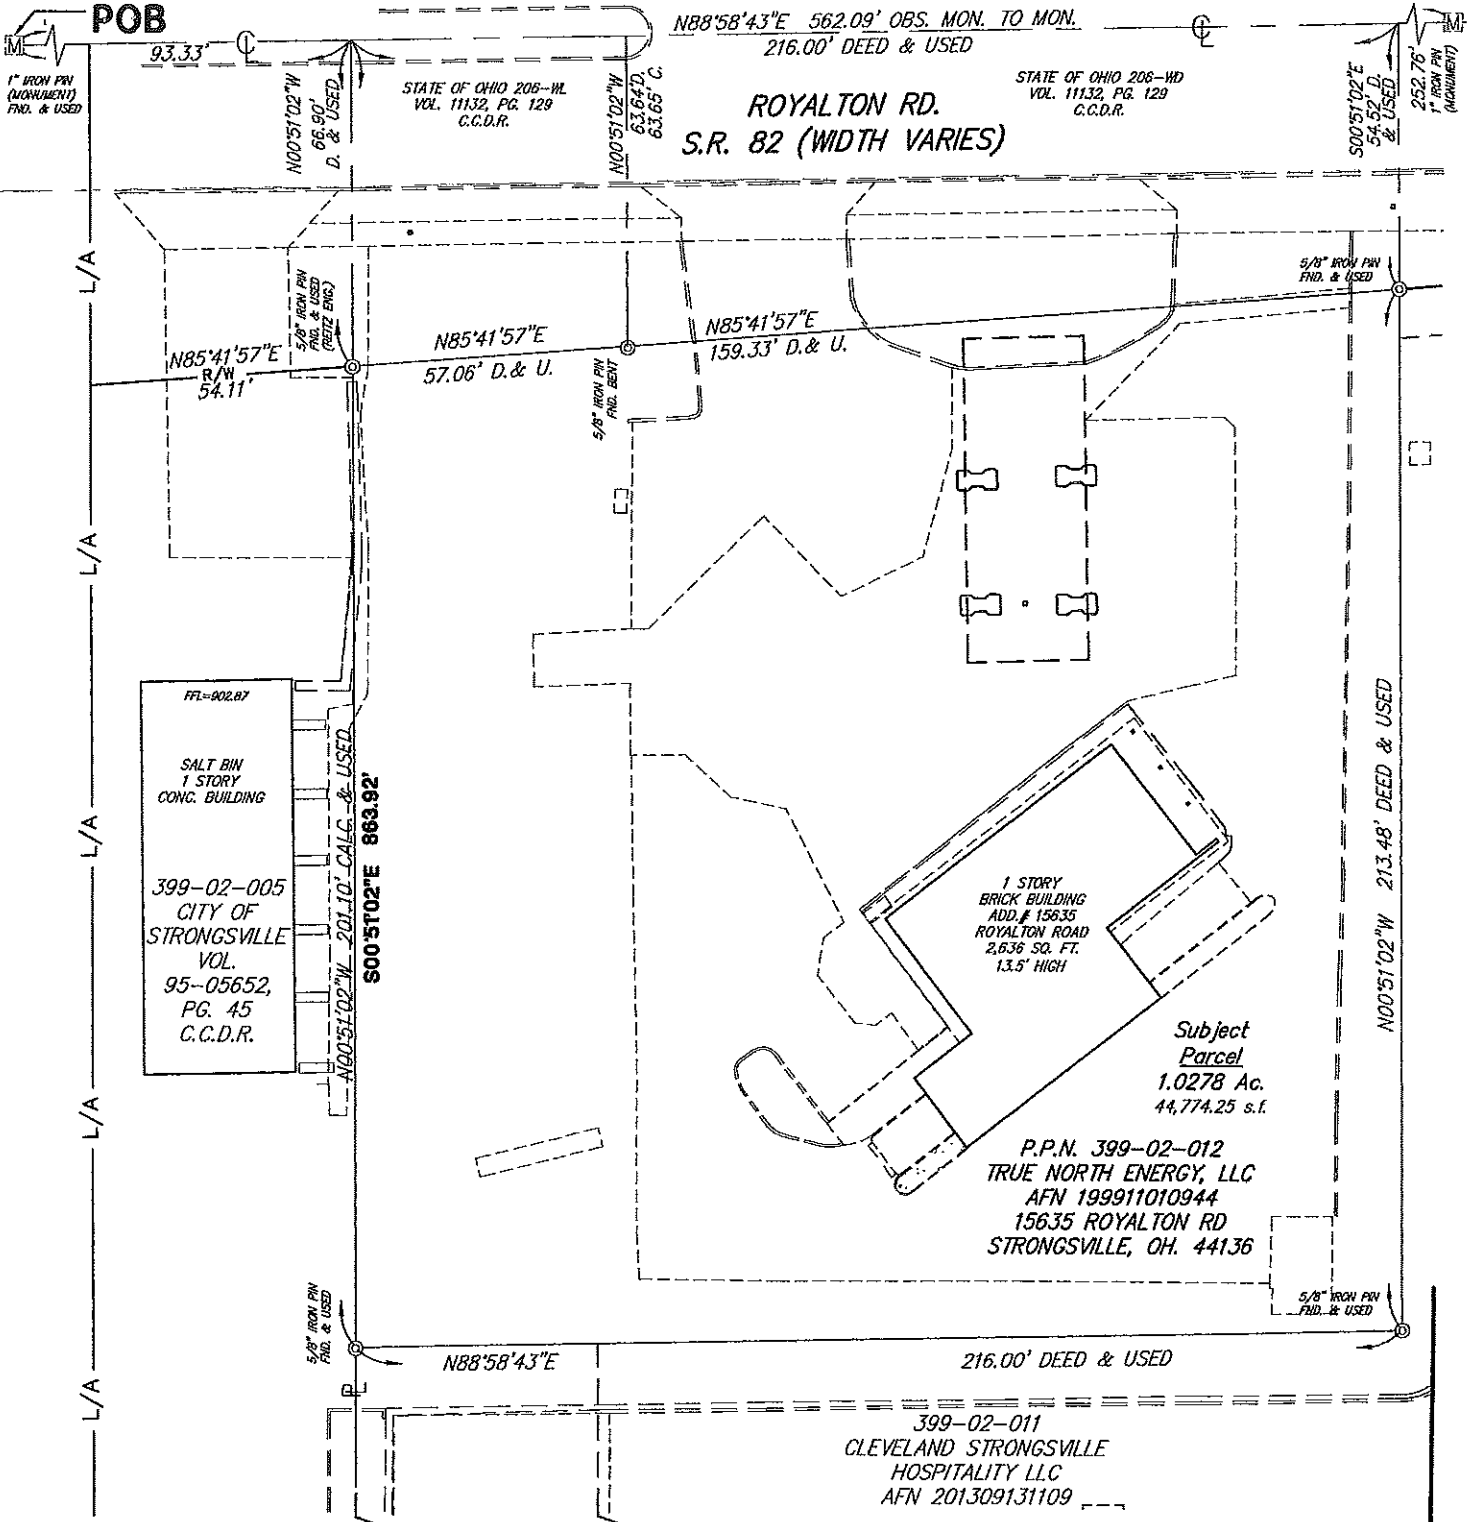 POB
93.33'
1" IRON PIN
(MONUMENT)
FND. & USED
M
N88°58'43"E 562.09' OBS. MON. TO MON.
216.00' DEED & USED
M
252.76'
1" IRON PIN
(MONUMENT)
N00°51'02"W
66.90'
D. & USED
STATE OF OHIO 206-WL
VOL. 11132, PG. 129
C.C.D.R.
N00°51'02"W
63.64'D.
63.65' C.
ROYALTON RD.
S.R. 82 (WIDTH VARIES)
STATE OF OHIO 206-WD
VOL. 11132, PG. 129
C.C.D.R.
S00°51'02"E
54.52' D.
& USED
L/A
L/A
L/A
L/A
L/A
5/8" IRON PIN
FND. & USED
(REITZ ENG.)
5/8" IRON PIN
FND. & USED
N85°41'57"E
R/W
54.11'
N85°41'57"E
57.06' D.& U.
N85°41'57"E
159.33' D.& U.
5/8" IRON PIN
FND. BENT
FFL=902.87
SALT BIN
1 STORY
CONC. BUILDING
399-02-005
CITY OF
STRONGSVILLE
VOL.
95-05652,
PG. 45
C.C.D.R.
N00°51'02"W 201.10' CALC. & USED
S00°51'02"E 863.92'
N00°51'02"W 213.48' DEED & USED
1 STORY
BRICK BUILDING
ADD.# 15635
ROYALTON ROAD
2,636 SQ. FT.
13.5' HIGH
Subject
Parcel
1.0278 Ac.
44,774.25 s.f.
P.P.N. 399-02-012
TRUE NORTH ENERGY, LLC
AFN 199911010944
15635 ROYALTON RD
STRONGSVILLE, OH. 44136
5/8" IRON PIN
FND. & USED
5/8" IRON PIN
FND. & USED
N88°58'43"E
216.00' DEED & USED
399-02-011
CLEVELAND STRONGSVILLE
HOSPITALITY LLC
AFN 201309131109